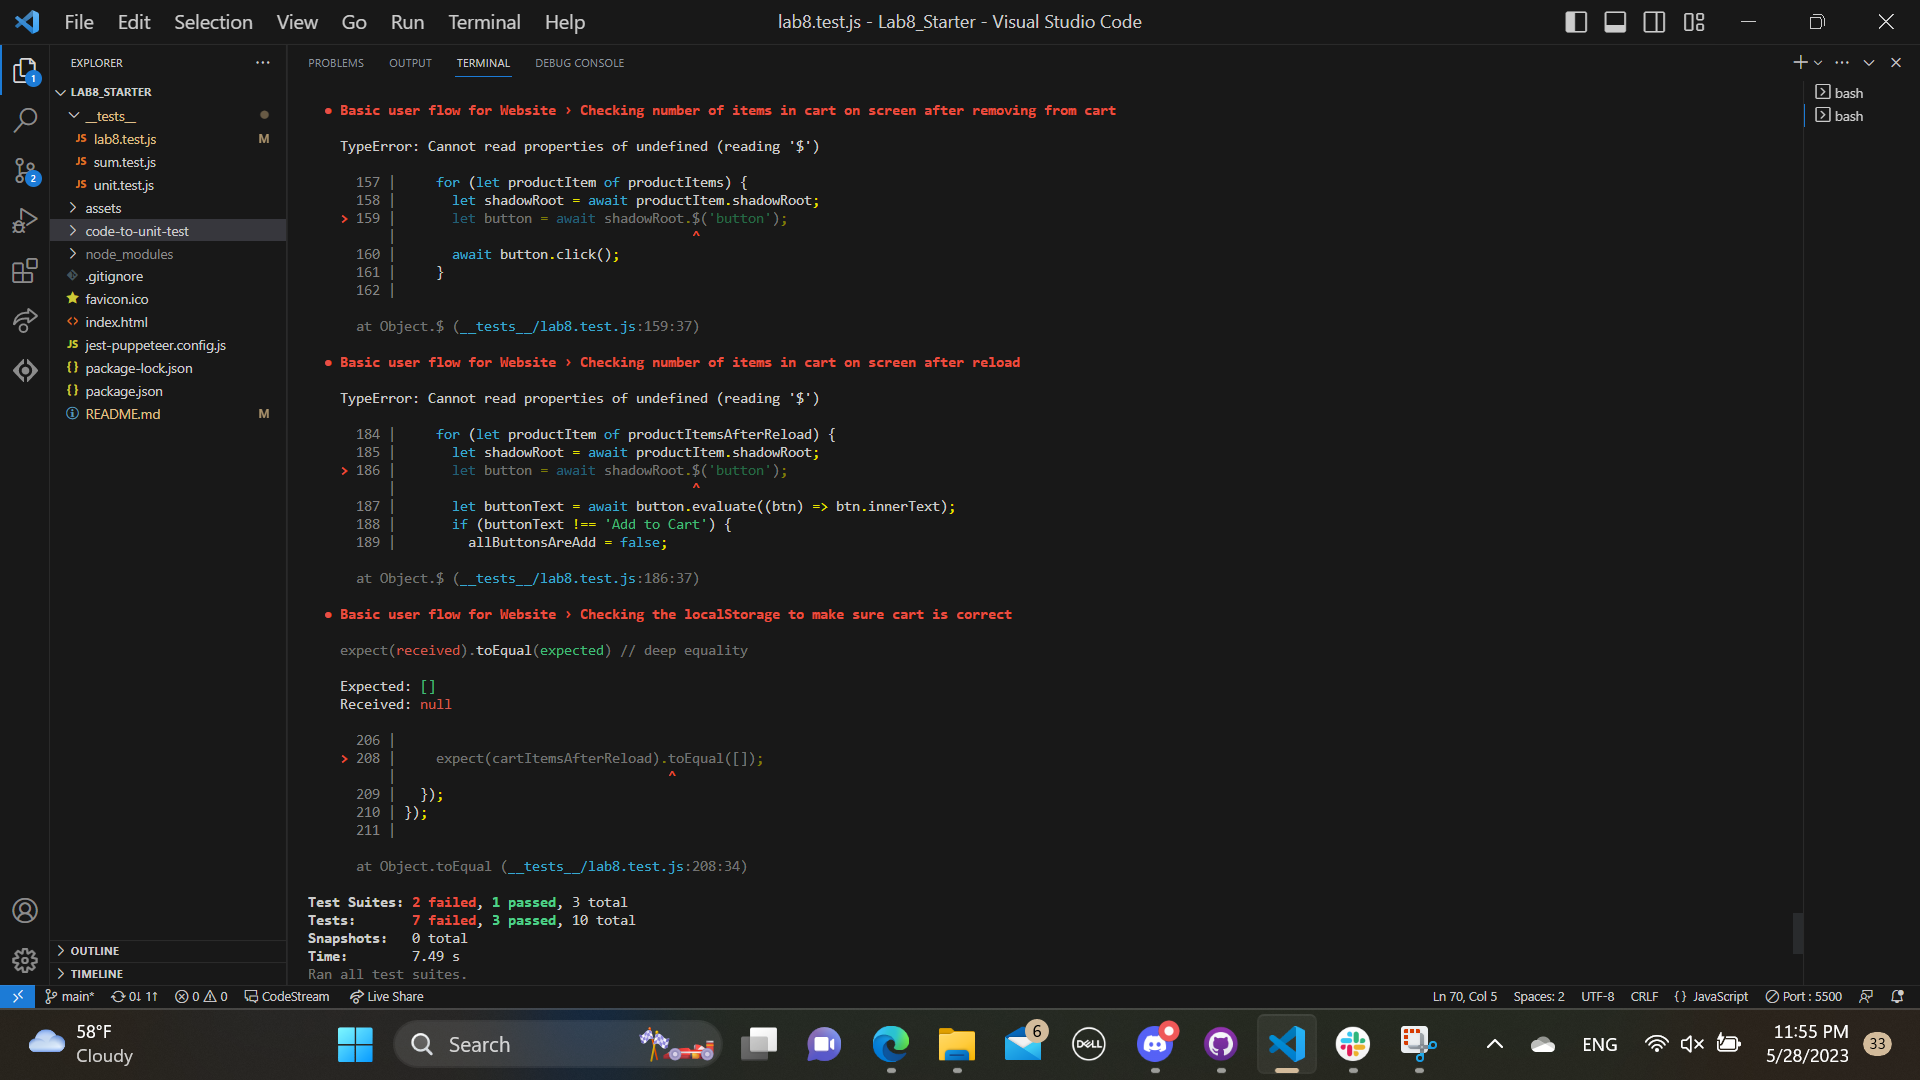 File Edit Selection View Go Run Terminal Help
lab8.test.js - Lab8_Starter - Visual Studio Code
EXPLORER
LAB8_STARTER
__tests__
JS lab8.test.js M
JS sum.test.js
JS unit.test.js
assets
code-to-unit-test
node_modules
.gitignore
favicon.ico
<> index.html
JS jest-puppeteer.config.js
{} package-lock.json
{} package.json
README.md M
OUTLINE
TIMELINE
1
2
PROBLEMS OUTPUT TERMINAL DEBUG CONSOLE
bash
bash
● Basic user flow for Website › Checking number of items in cart on screen after removing from cart
TypeError: Cannot read properties of undefined (reading '$')
157 | for (let productItem of productItems) {
158 | let shadowRoot = await productItem.shadowRoot;
> 159 | let button = await shadowRoot.$('button');
| ^
160 | await button.click();
161 | }
162 |
at Object.$ (__tests__/lab8.test.js:159:37)
● Basic user flow for Website › Checking number of items in cart on screen after reload
TypeError: Cannot read properties of undefined (reading '$')
184 | for (let productItem of productItemsAfterReload) {
185 | let shadowRoot = await productItem.shadowRoot;
> 186 | let button = await shadowRoot.$('button');
| ^
187 | let buttonText = await button.evaluate((btn) => btn.innerText);
188 | if (buttonText !== 'Add to Cart') {
189 | allButtonsAreAdd = false;
at Object.$ (__tests__/lab8.test.js:186:37)
● Basic user flow for Website › Checking the localStorage to make sure cart is correct
expect(received).toEqual(expected) // deep equality
Expected: []
Received: null
206 |
> 208 | expect(cartItemsAfterReload).toEqual([]);
| ^
209 | });
210 | });
211 |
at Object.toEqual (__tests__/lab8.test.js:208:34)
Test Suites: 2 failed, 1 passed, 3 total
Tests: 7 failed, 3 passed, 10 total
Snapshots: 0 total
Time: 7.49 s
Ran all test suites.
main* 0↓ 1↑ 0 0 CodeStream Live Share
Ln 70, Col 5 Spaces: 2 UTF-8 CRLF {} JavaScript Port : 5500
58°F
Cloudy
Search
6
DELL
ENG
11:55 PM
5/28/2023
33